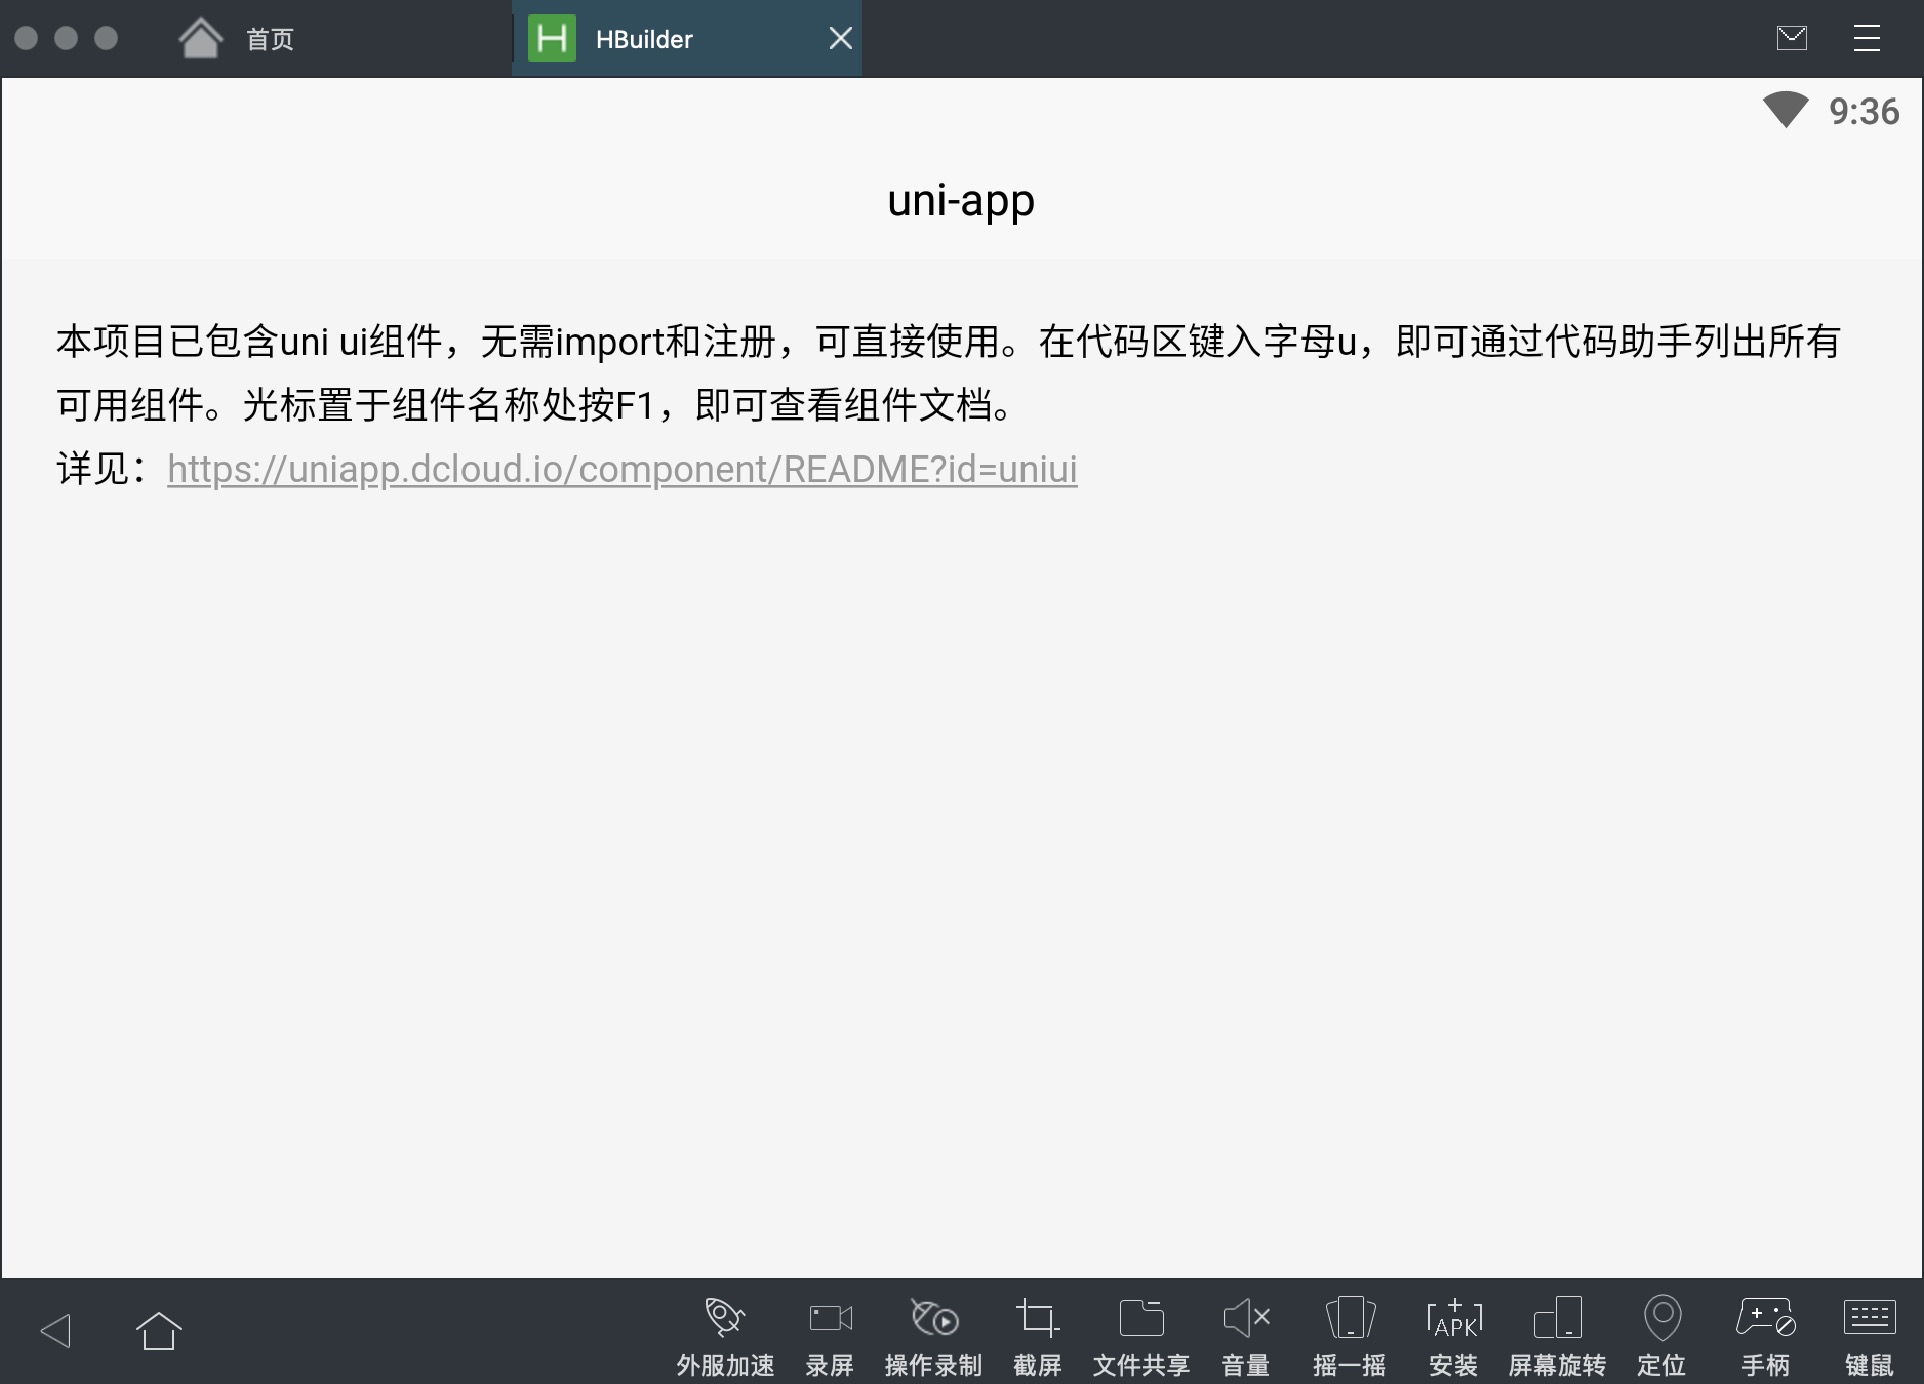 首页
HBuilder
9:36
uni-app
本项目已包含uni ui组件，无需import和注册，可直接使用。在代码区键入字母u，即可通过代码助手列出所有
可用组件。光标置于组件名称处按F1，即可查看组件文档。
详见：https://uniapp.dcloud.io/component/README?id=uniui
APK
外服加速 录屏 操作录制 截屏 文件共享 音量 摇一摇 安装 屏幕旋转 定位 手柄 键鼠